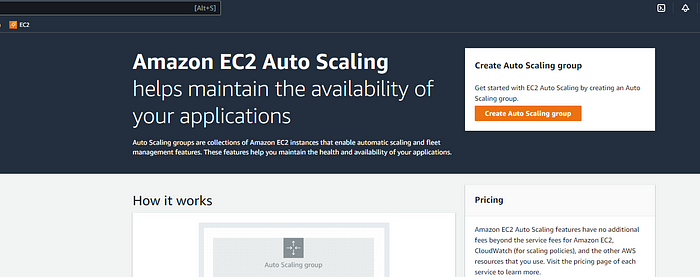 [Alt+S]
EC2
Amazon EC2 Auto Scaling
helps maintain the availability of
your applications
Auto Scaling groups are collections of Amazon EC2 instances that enable automatic scaling and fleet
management features. These features help you maintain the health and availability of your applications.
Create Auto Scaling group
Get started with EC2 Auto Scaling by creating an Auto
Scaling group.
Create Auto Scaling group
How it works
Auto Scaling group
Pricing
Amazon EC2 Auto Scaling features have no additional
fees beyond the service fees for Amazon EC2,
CloudWatch (for scaling policies), and the other AWS
resources that you use. Visit the pricing page of each
service to learn more.